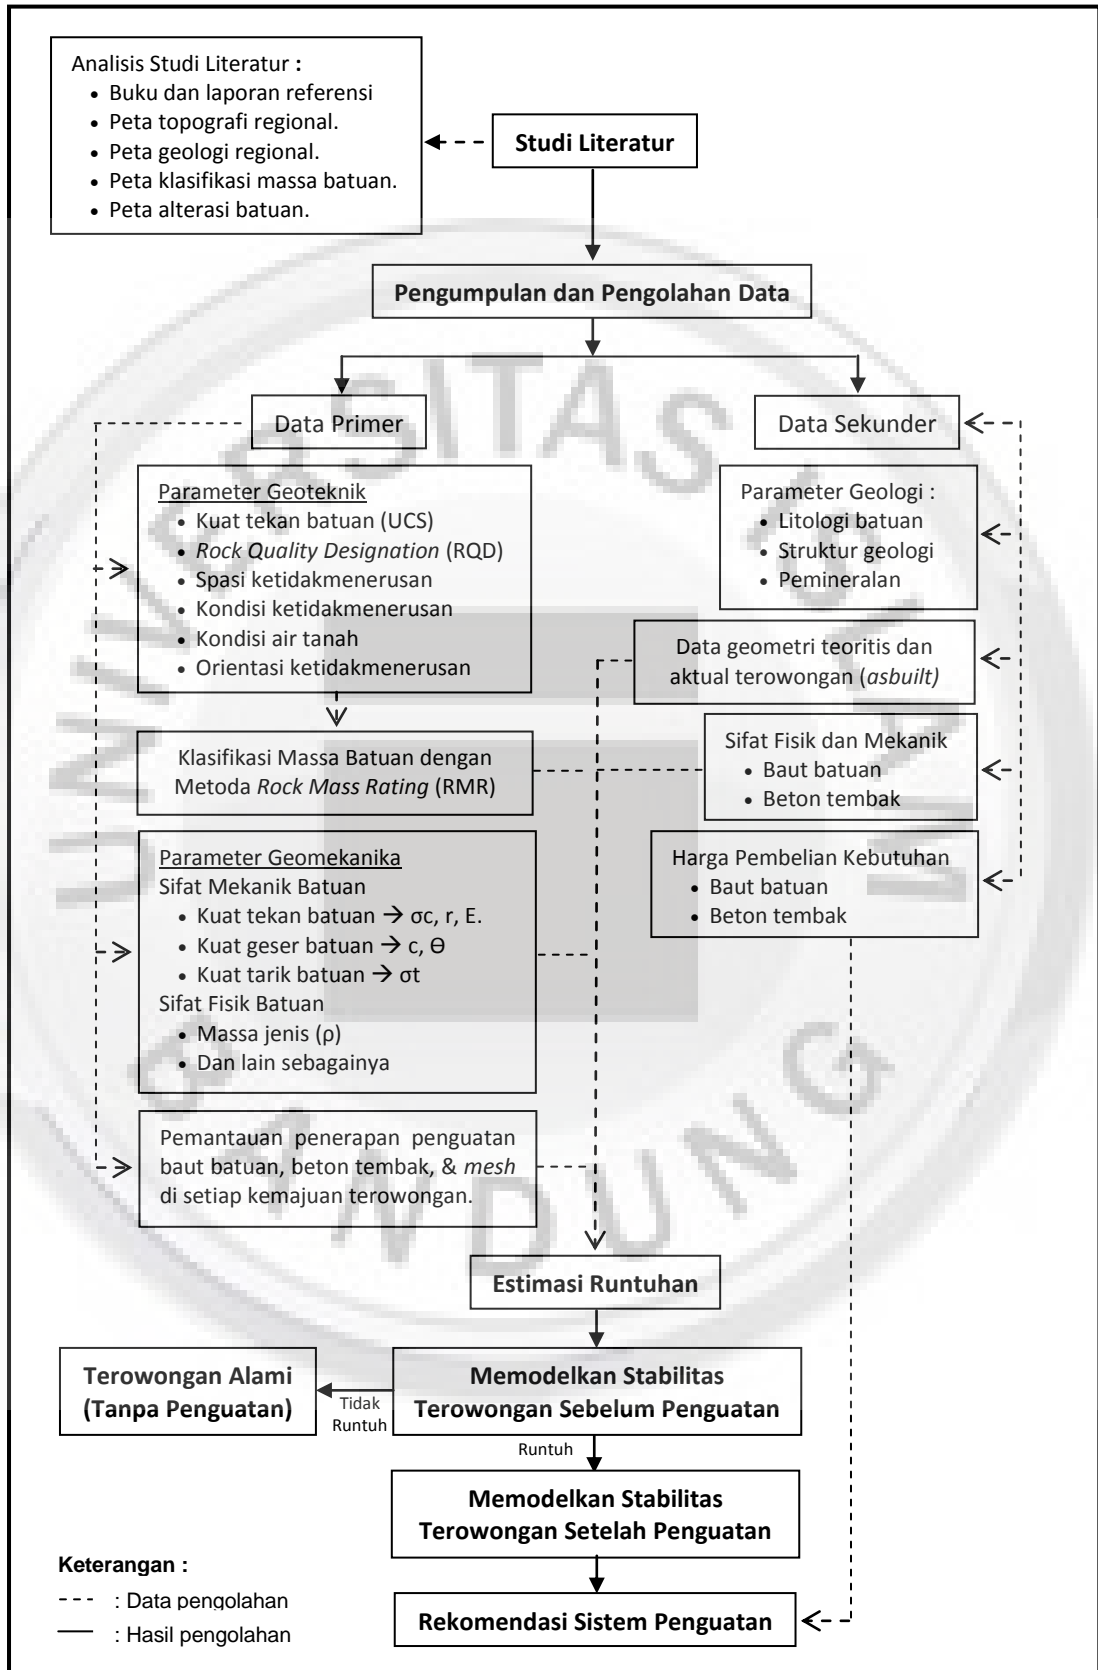 Analisis Studi Literatur :
• Buku dan laporan referensi
• Peta topografi regional.
• Peta geologi regional.
• Peta klasifikasi massa batuan.
• Peta alterasi batuan.
Studi Literatur
Pengumpulan dan Pengolahan Data
Data Primer
Data Sekunder
Parameter Geoteknik
• Kuat tekan batuan (UCS)
• Rock Quality Designation (RQD)
• Spasi ketidakmenerusan
• Kondisi ketidakmenerusan
• Kondisi air tanah
• Orientasi ketidakmenerusan
Parameter Geologi :
• Litologi batuan
• Struktur geologi
• Pemineralan
Data geometri teoritis dan
aktual terowongan (asbuilt)
Klasifikasi Massa Batuan dengan
Metoda Rock Mass Rating (RMR)
Sifat Fisik dan Mekanik
• Baut batuan
• Beton tembak
Parameter Geomekanika
Sifat Mekanik Batuan
• Kuat tekan batuan → σc, r, E.
• Kuat geser batuan → c, Ɵ
• Kuat tarik batuan → σt
Sifat Fisik Batuan
• Massa jenis (ρ)
• Dan lain sebagainya
Harga Pembelian Kebutuhan
• Baut batuan
• Beton tembak
Pemantauan penerapan penguatan
baut batuan, beton tembak, & mesh
di setiap kemajuan terowongan.
Estimasi Runtuhan
Terowongan Alami
(Tanpa Penguatan)
Tidak
Runtuh
Memodelkan Stabilitas
Terowongan Sebelum Penguatan
Runtuh
Memodelkan Stabilitas
Terowongan Setelah Penguatan
Rekomendasi Sistem Penguatan
Keterangan :
---- : Data pengolahan
— : Hasil pengolahan
UNIVERSITAS ISLAM
BANDUNG